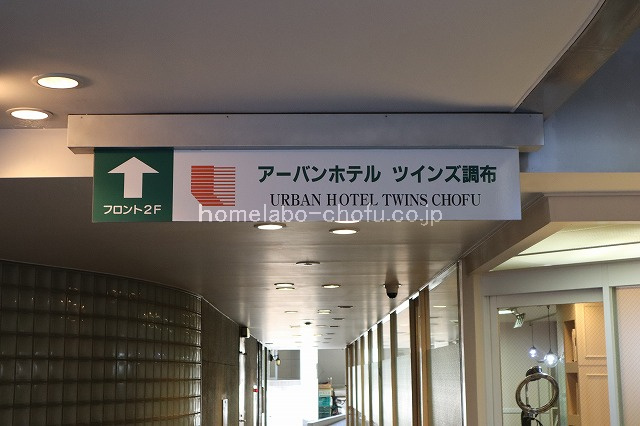 アーバンホテル ツインズ調布
URBAN HOTEL TWINS CHOFU
フロント2F
homelabo-chofu.co.jp